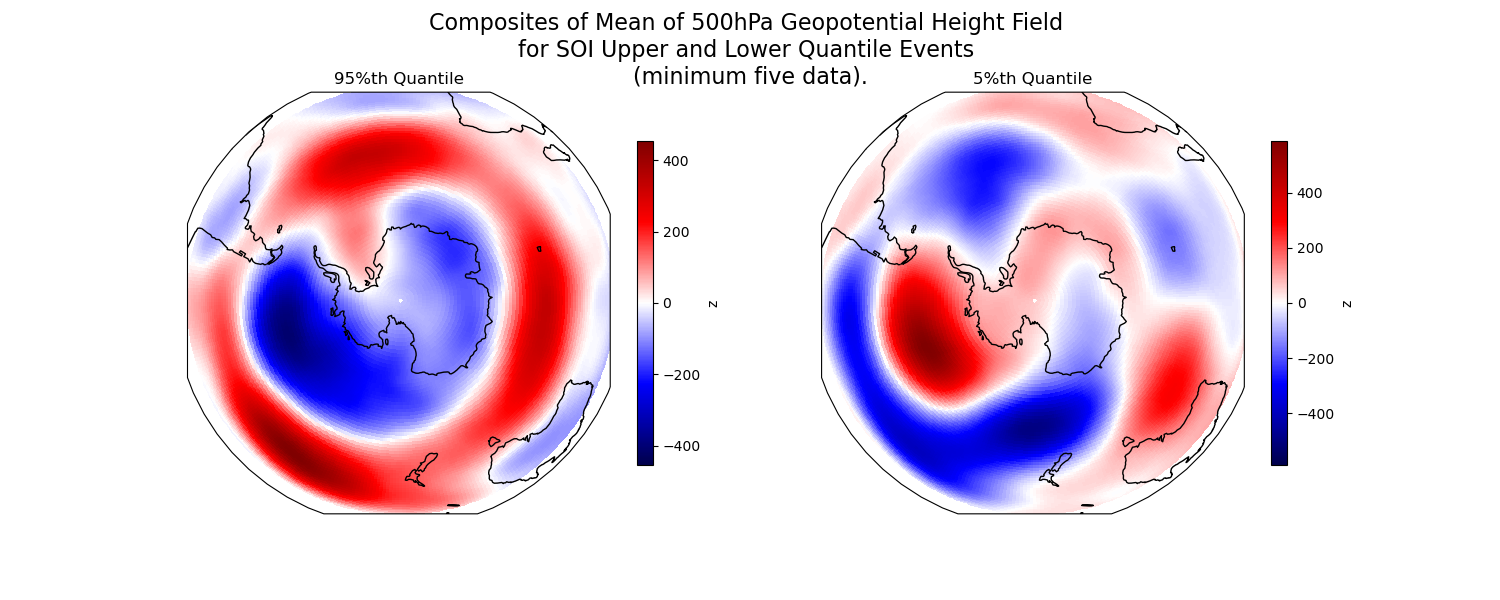 Composites of Mean of 500hPa Geopotential Height Field
for SOI Upper and Lower Quantile Events
(minimum five data).
95%th Quantile
400
200
0
−200
−400
z
5%th Quantile
400
200
0
−200
−400
z